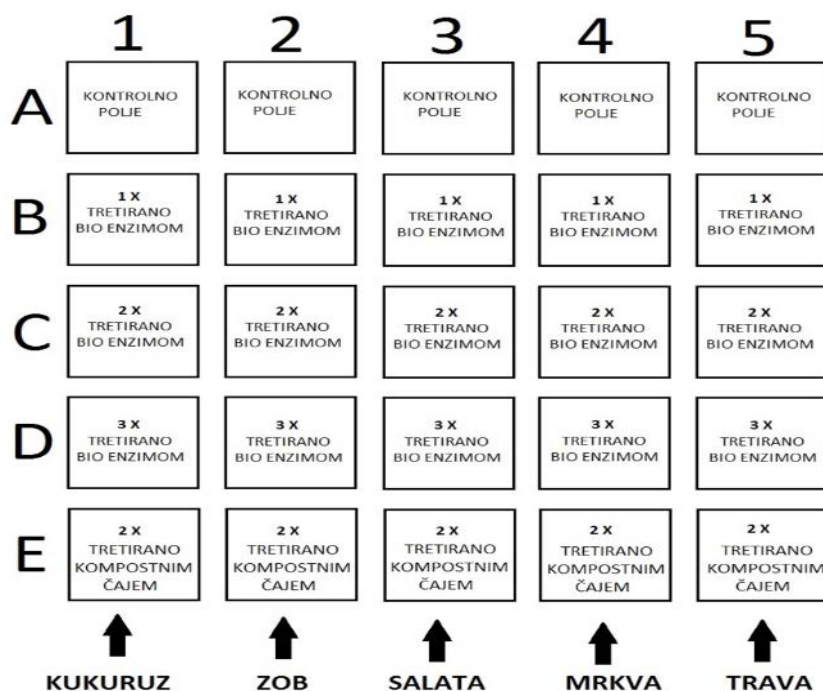 1 2 3 4 5
A
KONTROLNO POLJE
KONTROLNO POLJE
KONTROLNO POLJE
KONTROLNO POLJE
KONTROLNO POLJE
B
1 X
TRETIRANO
BIO ENZIMOM
1 X
TRETIRANO
BIO ENZIMOM
1 X
TRETIRANO
BIO ENZIMOM
1 X
TRETIRANO
BIO ENZIMOM
1 X
TRETIRANO
BIO ENZIMOM
C
2 X
TRETIRANO
BIO ENZIMOM
2 X
TRETIRANO
BIO ENZIMOM
2 X
TRETIRANO
BIO ENZIMOM
2 X
TRETIRANO
BIO ENZIMOM
2 X
TRETIRANO
BIO ENZIMOM
D
3 X
TRETIRANO
BIO ENZIMOM
3 X
TRETIRANO
BIO ENZIMOM
3 X
TRETIRANO
BIO ENZIMOM
3 X
TRETIRANO
BIO ENZIMOM
3 X
TRETIRANO
BIO ENZIMOM
E
2 X
TRETIRANO
KOMPOSTNIM
ČAJEM
2 X
TRETIRANO
KOMPOSTNIM
ČAJEM
2 X
TRETIRANO
KOMPOSTNIM
ČAJEM
2 X
TRETIRANO
KOMPOSTNIM
ČAJEM
2 X
TRETIRANO
KOMPOSTNIM
ČAJEM
KUKURUZ ZOB SALATA MRKVA TRAVA